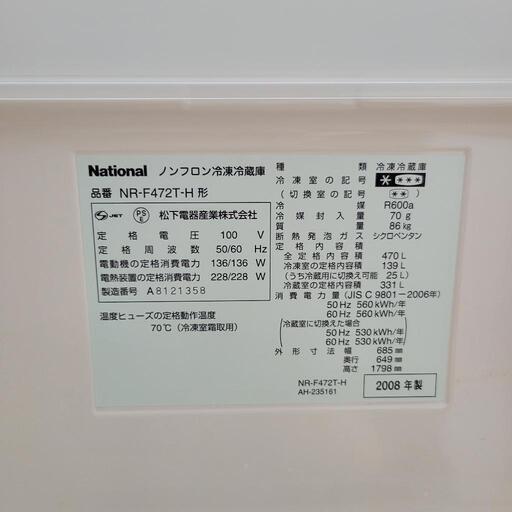 National ノンフロン冷凍冷蔵庫
品番 NR-F472T-H 形
JET PS E 松下電器産業株式会社
定格電圧 100 V
定格周波数 50/60 Hz
電動機の定格消費電力 136/136 W
電熱装置の定格消費電力 228/228 W
製造番号 A8121358
温度ヒューズの定格動作温度
70℃(冷凍室霜取用)
種類 冷凍冷蔵庫
冷凍室の記号 ****
(切換室の記号 **)
冷媒 R600a
冷媒封入量 70 g
質量 86 kg
断熱発泡ガス シクロペンタン
定格内容積
全定格内容積 470 L
冷凍室の定格内容積 139 L
(うち冷蔵用に切換え可能 25 L)
冷蔵室の定格内容積 331 L
消費電力量 (JIS C 9801-2006年)
50 Hz 560 kWh/年
60 Hz 560 kWh/年
(冷蔵室に切換えた場合
50 Hz 530 kWh/年
60 Hz 530 kWh/年)
外形寸法 幅 685 mm
奥行 649 mm
高さ 1798 mm
NR-F472T-H
AH-235161
2008 年製